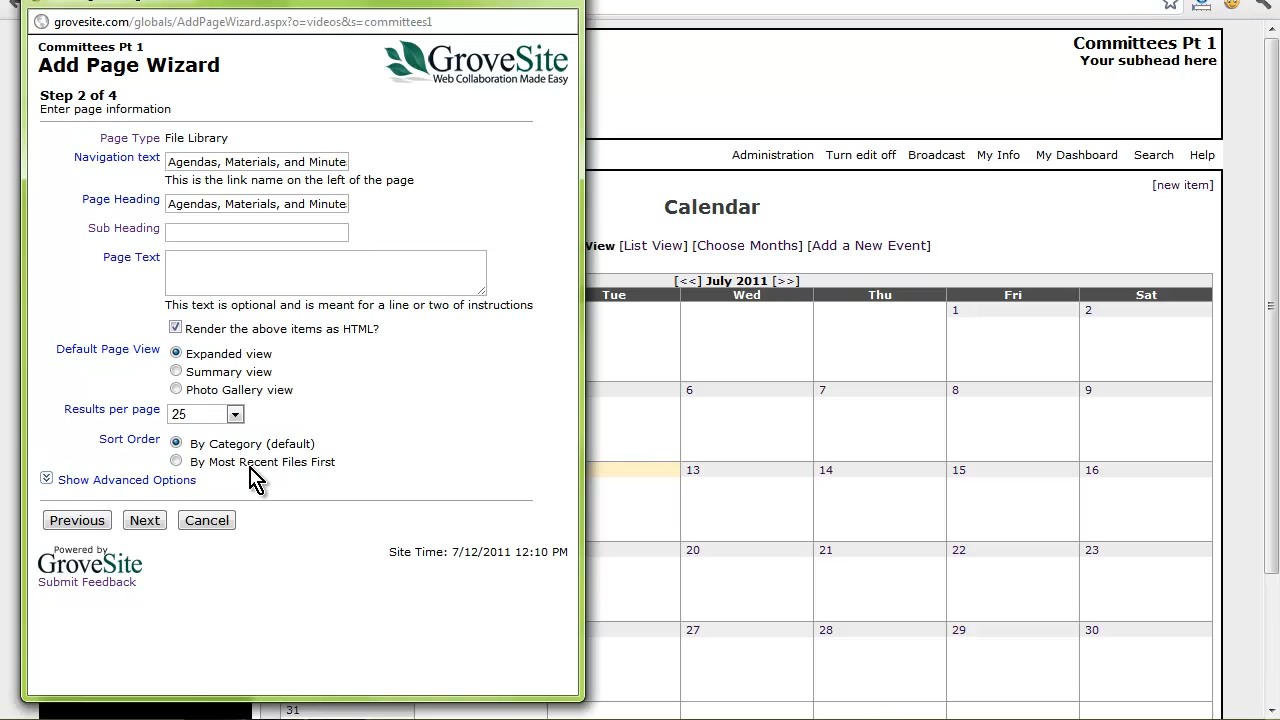 grovesite.com/globals/AddPageWizard.aspx?o=videos&s=committees1
Committees Pt 1
Add Page Wizard
GroveSite
Web Collaboration Made Easy
Step 2 of 4
Enter page information
Page Type File Library
Navigation text Agendas, Materials, and Minute
This is the link name on the left of the page
Page Heading Agendas, Materials, and Minute
Sub Heading
Page Text
This text is optional and is meant for a line or two of instructions
Render the above items as HTML?
Default Page View Expanded view
Summary view
Photo Gallery view
Results per page 25
Sort Order By Category (default)
By Most Recent Files First
Show Advanced Options
Previous Next Cancel
Powered by
GroveSite
Submit Feedback
Site Time: 7/12/2011 12:10 PM
Committees Pt 1
Your subhead here
Administration Turn edit off Broadcast My Info My Dashboard Search Help
[new item]
Calendar
View [List View] [Choose Months] [Add a New Event]
[<<] July 2011 [>>]
Tue Wed Thu Fri Sat
1 2
6 7 8 9
13 14 15 16
20 21 22 23
27 28 29 30
31